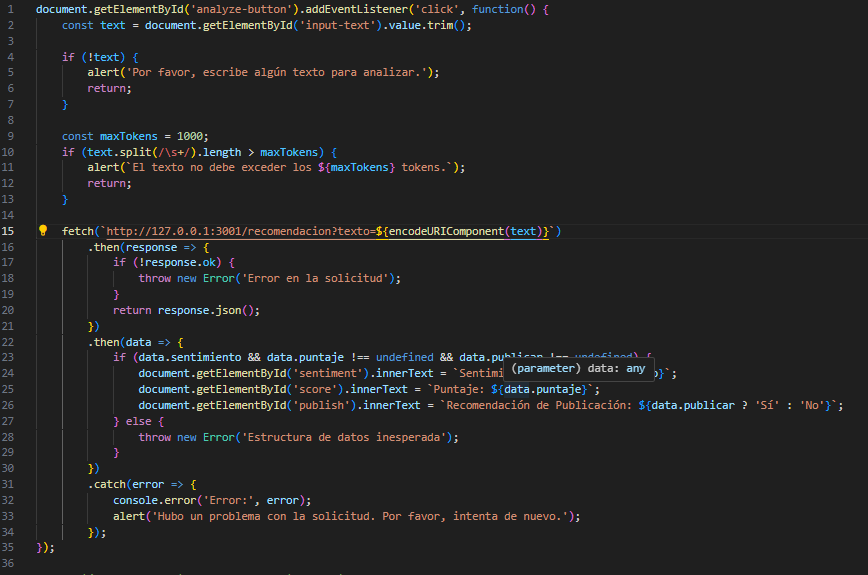 1 document.getElementById('analyze-button').addEventListener('click', function() {
2 const text = document.getElementById('input-text').value.trim();
3
4 if (!text) {
5 alert('Por favor, escribe algún texto para analizar.');
6 return;
7 }
8
9 const maxTokens = 1000;
10 if (text.split(/\s+/).length > maxTokens) {
11 alert(`El texto no debe exceder los ${maxTokens} tokens.`);
12 return;
13 }
14
15 fetch(`http://127.0.0.1:3001/recomendacion?texto=${encodeURIComponent(text)}`)
16 .then(response => {
17 if (!response.ok) {
18 throw new Error('Error en la solicitud');
19 }
20 return response.json();
21 })
22 .then(data => {
23 if (data.sentimiento && data.puntaje !== undefined && data.publicar !== undefined) {
(parameter) data: any
24 document.getElementById('sentiment').innerText = `Sentimi o}`;
25 document.getElementById('score').innerText = `Puntaje: ${data.puntaje}`;
26 document.getElementById('publish').innerText = `Recomendación de Publicación: ${data.publicar ? 'Sí' : 'No'}`;
27 } else {
28 throw new Error('Estructura de datos inesperada');
29 }
30 })
31 .catch(error => {
32 console.error('Error:', error);
33 alert('Hubo un problema con la solicitud. Por favor, intenta de nuevo.');
34 });
35 });
36